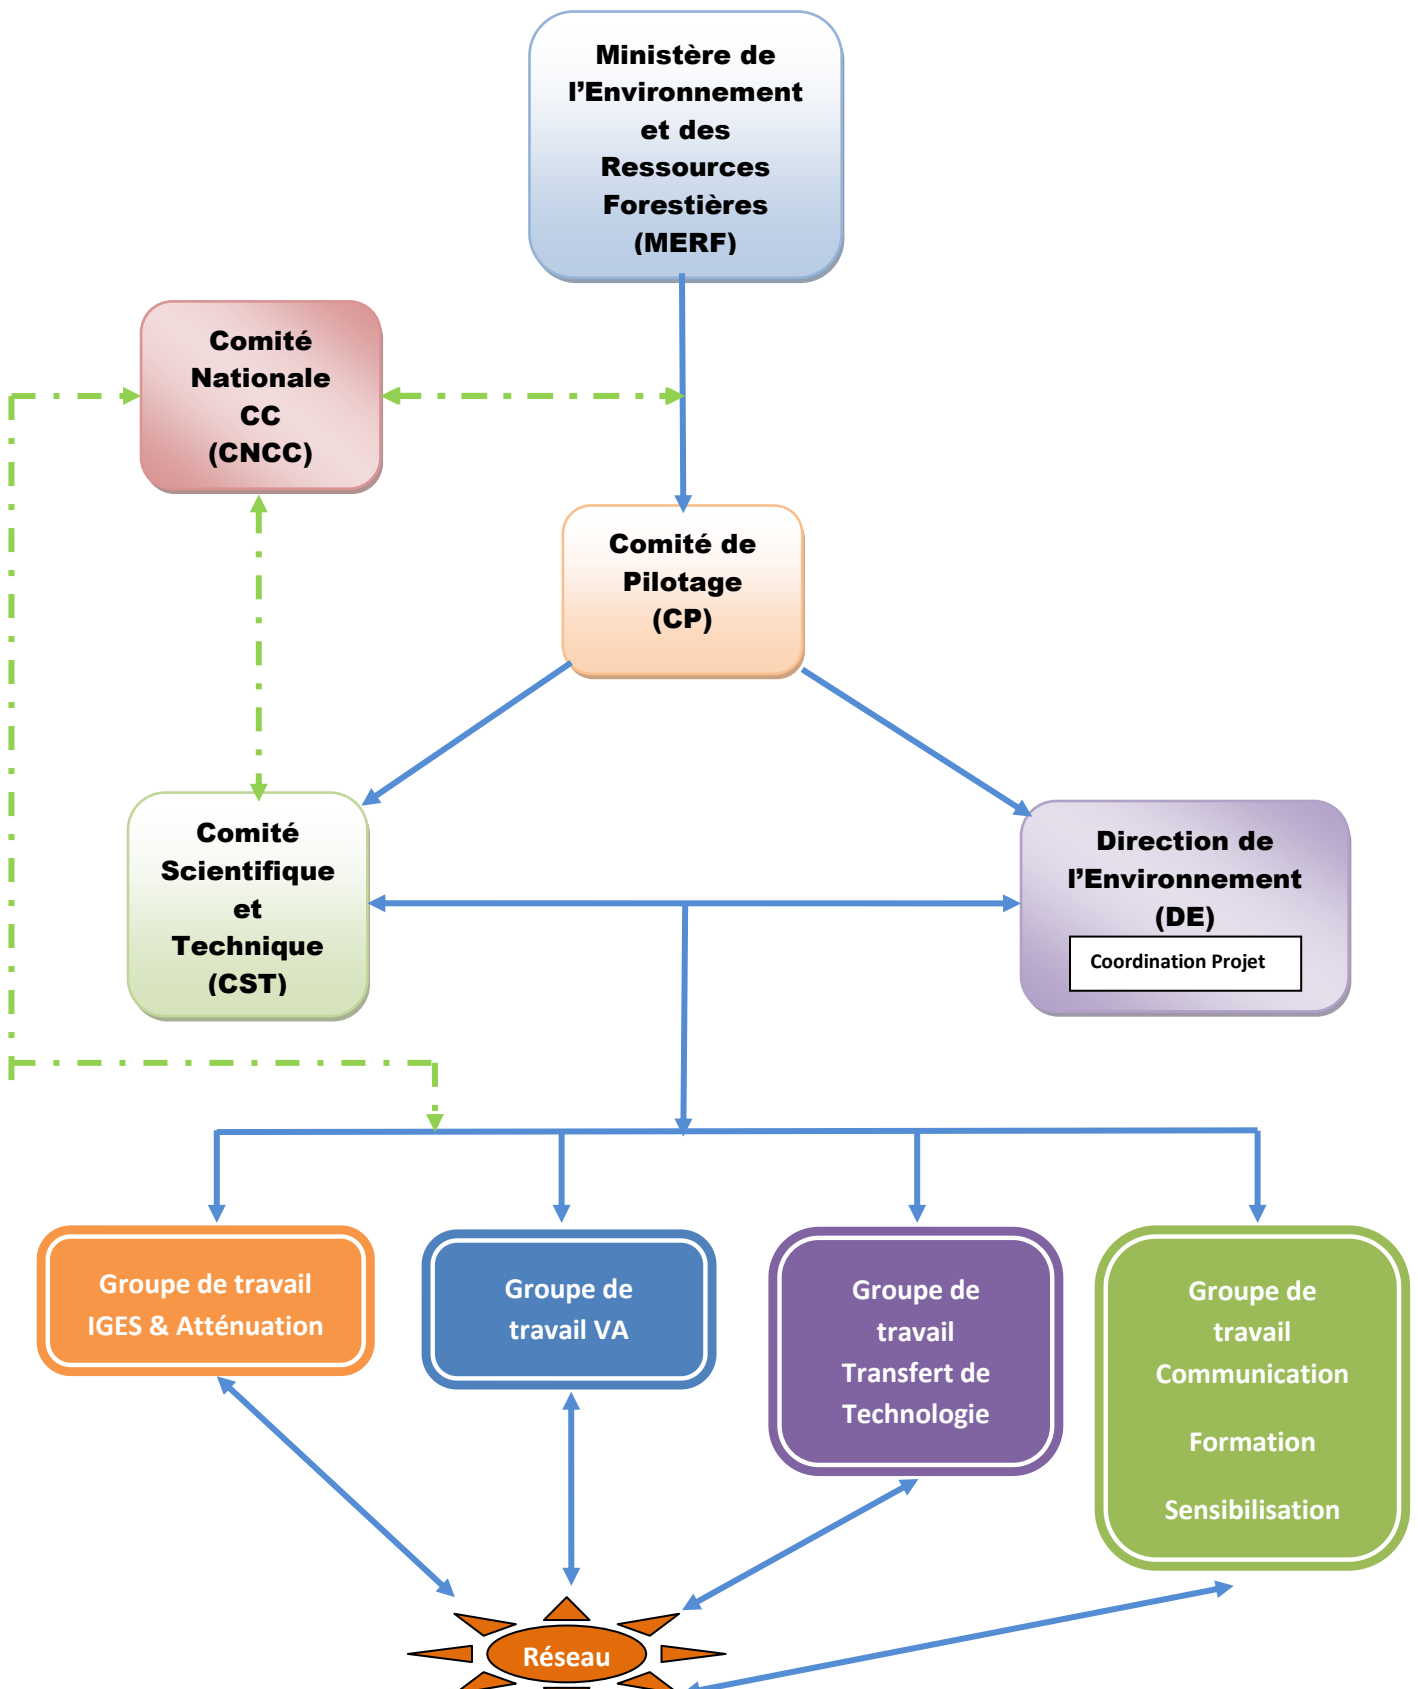 Ministère de
l’Environnement
et des
Ressources
Forestières
(MERF)
Comité
Nationale
CC
(CNCC)
Comité de
Pilotage
(CP)
Comité
Scientifique
et
Technique
(CST)
Direction de
l’Environnement
(DE)
Coordination Projet
Groupe de travail
IGES & Atténuation
Groupe de
travail VA
Groupe de
travail
Transfert de
Technologie
Groupe de
travail
Communication
Formation
Sensibilisation
Réseau